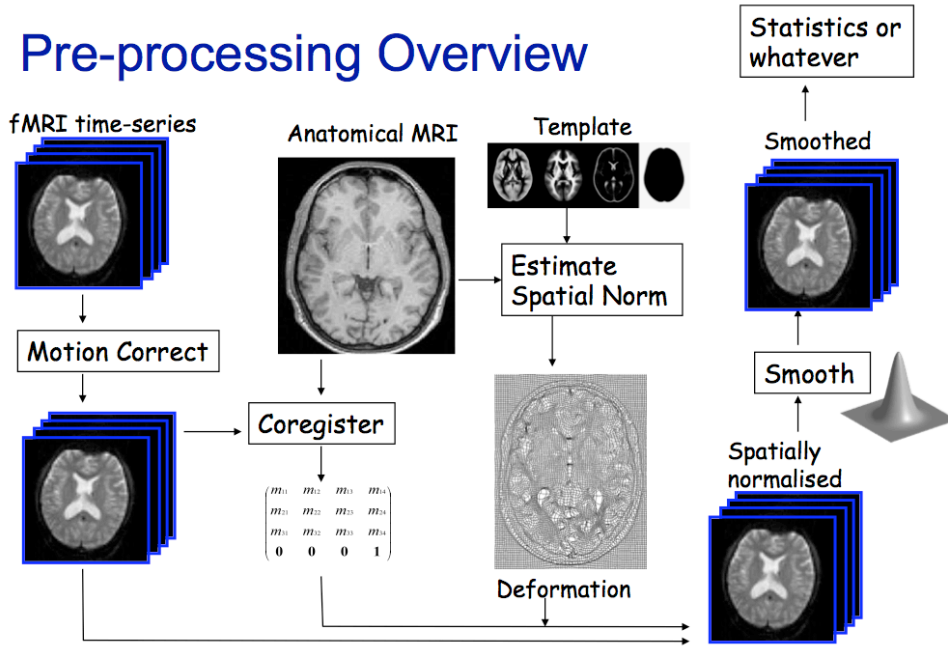 Pre-processing Overview
Statistics or
whatever
fMRI time-series
Anatomical MRI
Template
Smoothed
Estimate
Spatial Norm
Motion Correct
Smooth
Coregister
Spatially
normalised
m11 m12 m13 m14
m21 m22 m23 m24
m31 m32 m33 m34
0 0 0 1
Deformation